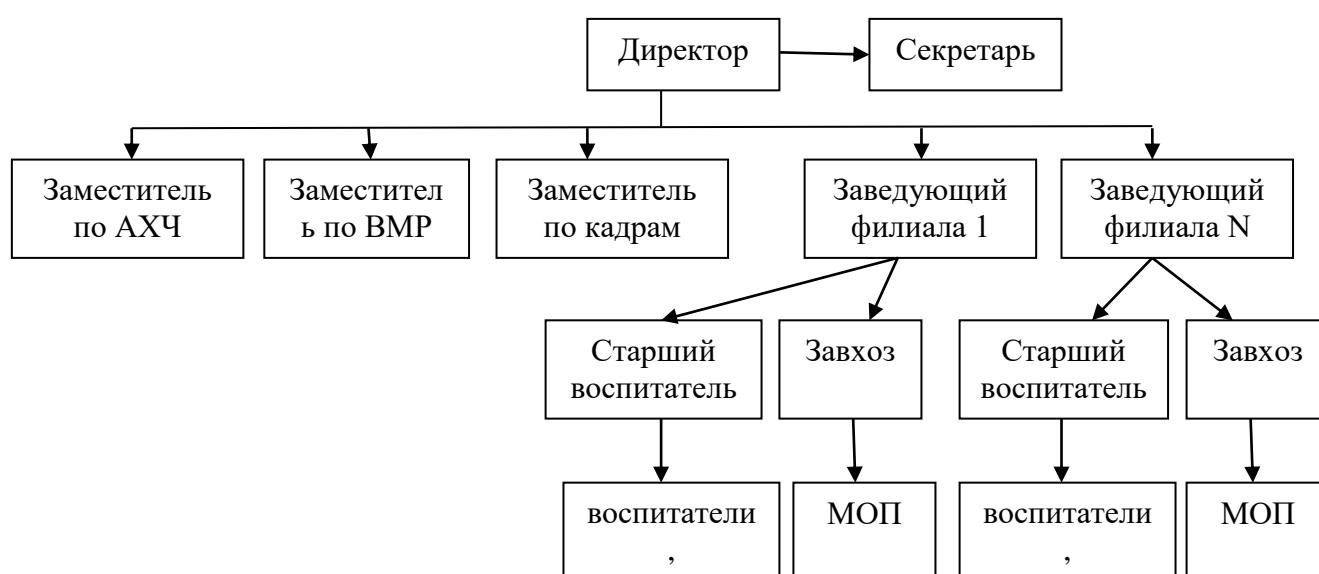 Директор
Секретарь
Заместитель
по АХЧ
Заместител
ь по ВМР
Заместитель
по кадрам
Заведующий
филиала 1
Заведующий
филиала N
Старший
воспитатель
Завхоз
Старший
воспитатель
Завхоз
воспитатели
,
МОП
воспитатели
,
МОП